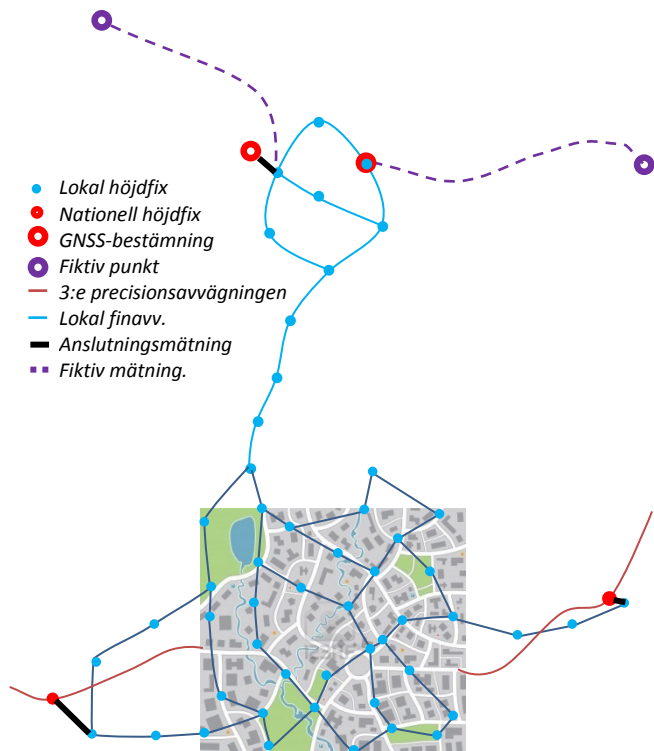 Lokal höjdfix
Nationell höjdfix
GNSS-bestämning
Fiktiv punkt
3:e precisionsavvägningen
Lokal finavv.
Anslutningsmätning
Fiktiv mätning.